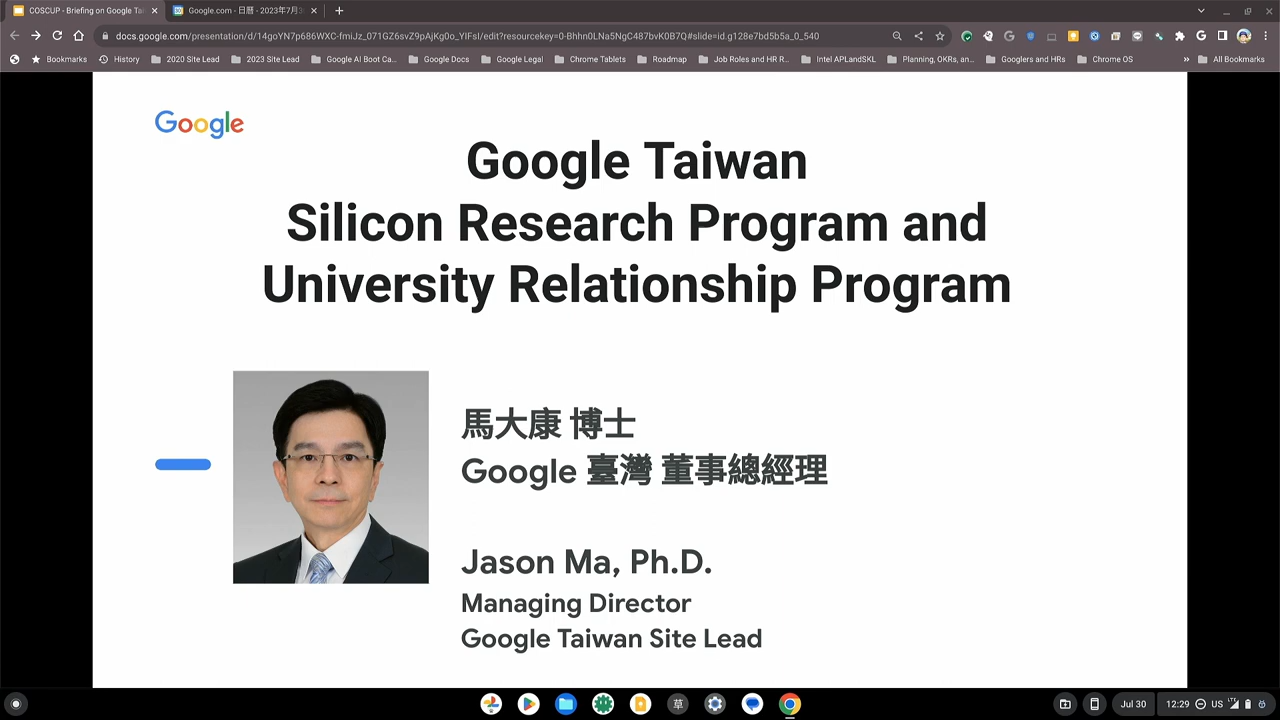 COSCUP - Briefing on Google Tai
Google.com - 日曆 - 2023年7月3
docs.google.com/presentation/d/14goYN7p686WXC-fmiJz_071GZ6svZ9pAjKg0o_YIFsI/edit?resourcekey=0-Bhhn0LNa5NgC487bvK0B7Q#slide=id.g128e7bd5b5a_0_540
Bookmarks
History
2020 Site Lead
2023 Site Lead
Google AI Boot Ca...
Google Docs
Google Legal
Chrome Tablets
Roadmap
Job Roles and HR R...
Intel APLandSKL
Planning, OKRs, an...
Googlers and HRs
Chrome OS
All Bookmarks
Google
Google Taiwan
Silicon Research Program and
University Relationship Program
馬大康 博士
Google 臺灣 董事總經理
Jason Ma, Ph.D.
Managing Director
Google Taiwan Site Lead
草
Jul 30
12:29
US